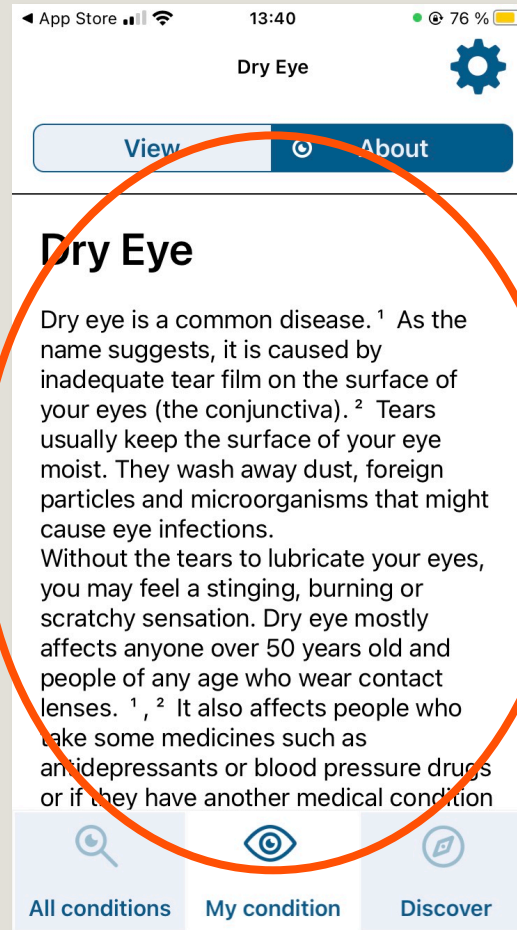 ◀ App Store 13:40 76 %
Dry Eye
View About
Dry Eye
Dry eye is a common disease. ¹ As the
name suggests, it is caused by
inadequate tear film on the surface of
your eyes (the conjunctiva). ² Tears
usually keep the surface of your eye
moist. They wash away dust, foreign
particles and microorganisms that might
cause eye infections.
Without the tears to lubricate your eyes,
you may feel a stinging, burning or
scratchy sensation. Dry eye mostly
affects anyone over 50 years old and
people of any age who wear contact
lenses. ¹ , ² It also affects people who
take some medicines such as
antidepressants or blood pressure drugs
or if they have another medical condition
All conditions My condition Discover